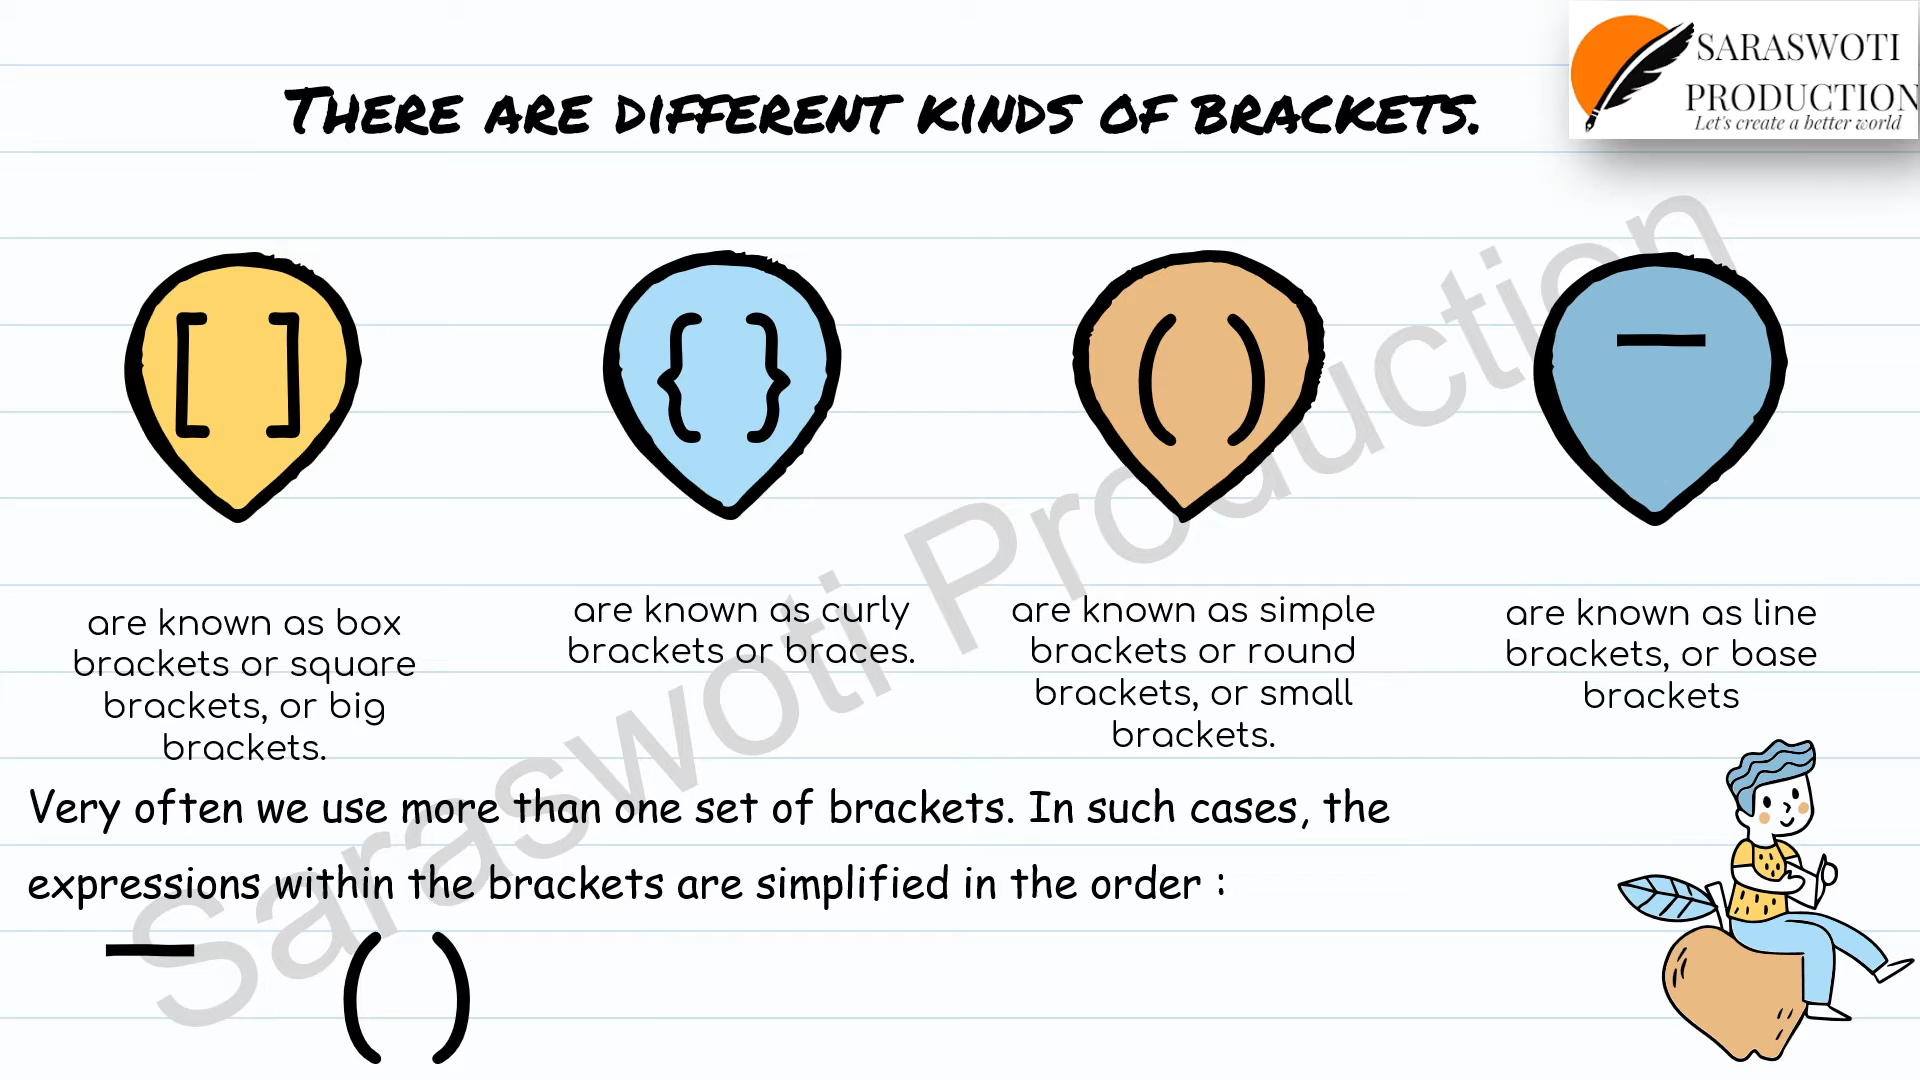 SARASWOTI
PRODUCTION
Let's create a better world
THERE ARE DIFFERENT KINDS OF BRACKETS.
[ ]
{ }
( )
—
are known as box
brackets or square
brackets, or big
brackets.
are known as curly
brackets or braces.
are known as simple
brackets or round
brackets, or small
brackets.
are known as line
brackets, or base
brackets
Very often we use more than one set of brackets. In such cases, the
expressions within the brackets are simplified in the order :
— ( )
Saraswoti Production